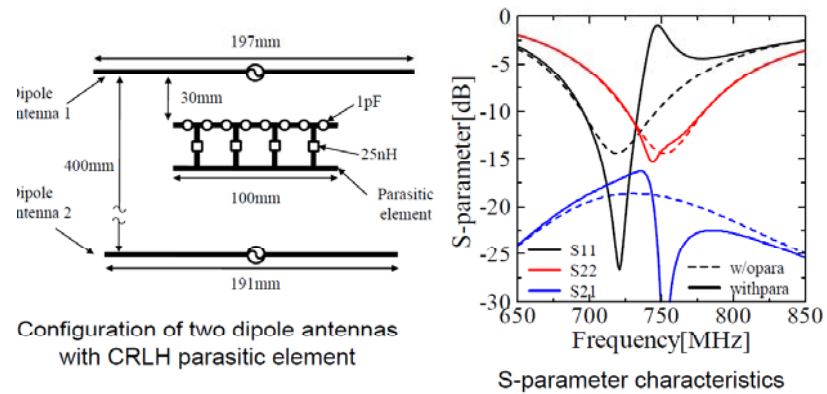 197mm
Dipole
ntenna 1
30mm
1pF
25nH
400mm
100mm
Parasitic
element
Dipole
ntenna 2
191mm
Configuration of two dipole antennas
with CRLH parasitic element
0
-5
-10
-15
-20
-25
-30
S-parameter[dB]
S11
S22
S21
w/opara
withpara
650 700 750 800 850
Frequency[MHz]
S-parameter characteristics